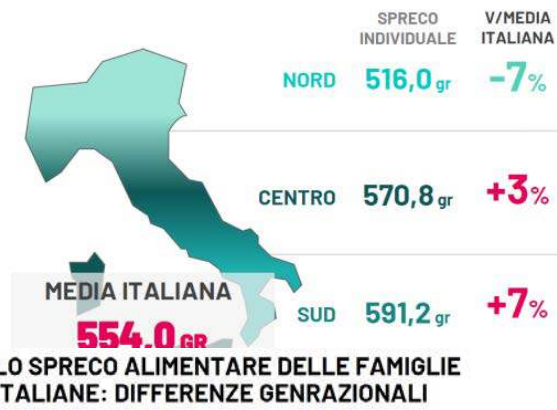 SPRECO INDIVIDUALE
V/MEDIA ITALIANA
NORD 516,0 gr -7%
CENTRO 570,8 gr +3%
SUD 591,2 gr +7%
MEDIA ITALIANA
554,0 GR
LO SPRECO ALIMENTARE DELLE FAMIGLIE
ITALIANE: DIFFERENZE GENRAZIONALI